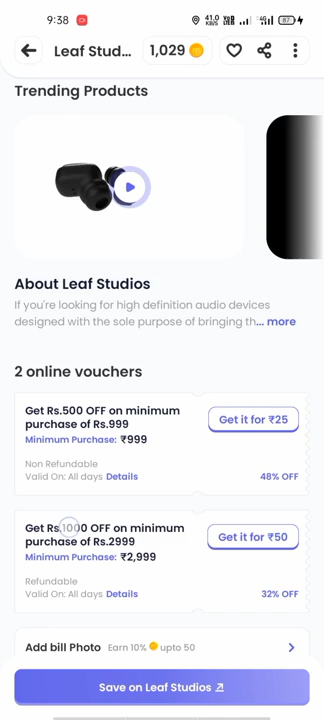 9:38
41.0 KB/S
4G
87
Leaf Stud...
1,029
Trending Products
About Leaf Studios
If you're looking for high definition audio devices
designed with the sole purpose of bringing th... more
2 online vouchers
Get Rs.500 OFF on minimum
purchase of Rs.999
Get it for ₹25
Minimum Purchase: ₹999
Non Refundable
Valid On: All days Details
48% OFF
Get Rs.1000 OFF on minimum
purchase of Rs.2999
Get it for ₹50
Minimum Purchase: ₹2,999
Refundable
Valid On: All days Details
32% OFF
Add bill Photo Earn 10% upto 50
Save on Leaf Studios